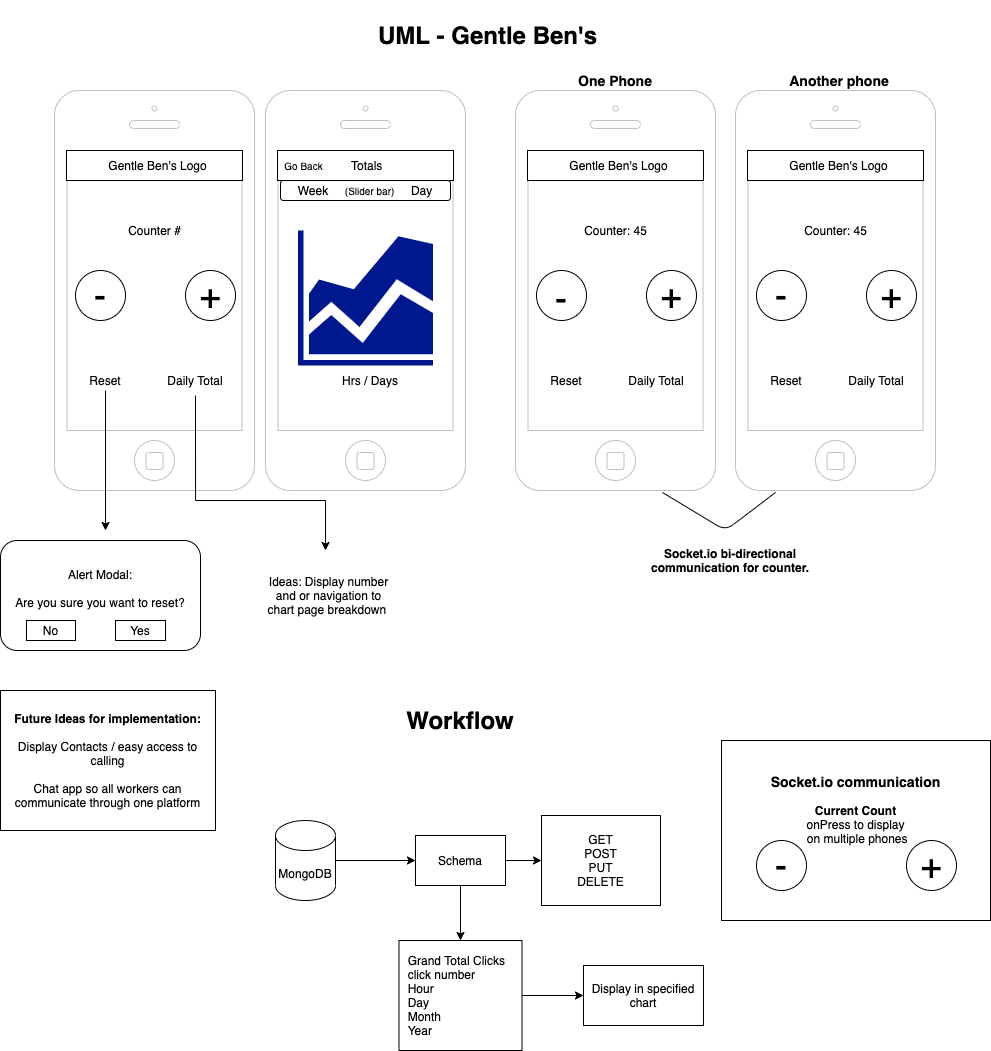 UML - Gentle Ben's
One Phone
Another phone
Gentle Ben's Logo
Counter #
-
+
Reset
Daily Total
Go Back
Totals
Week
(Slider bar)
Day
Hrs / Days
Gentle Ben's Logo
Counter: 45
-
+
Reset
Daily Total
Gentle Ben's Logo
Counter: 45
-
+
Reset
Daily Total
Alert Modal:
Are you sure you want to reset?
No
Yes
Ideas: Display number
and or navigation to
chart page breakdown
Socket.io bi-directional
communication for counter.
Future Ideas for implementation:
Display Contacts / easy access to
calling
Chat app so all workers can
communicate through one platform
Workflow
MongoDB
Schema
GET
POST
PUT
DELETE
Grand Total Clicks
click number
Hour
Day
Month
Year
Display in specified
chart
Socket.io communication
Current Count
onPress to display
on multiple phones
-
+